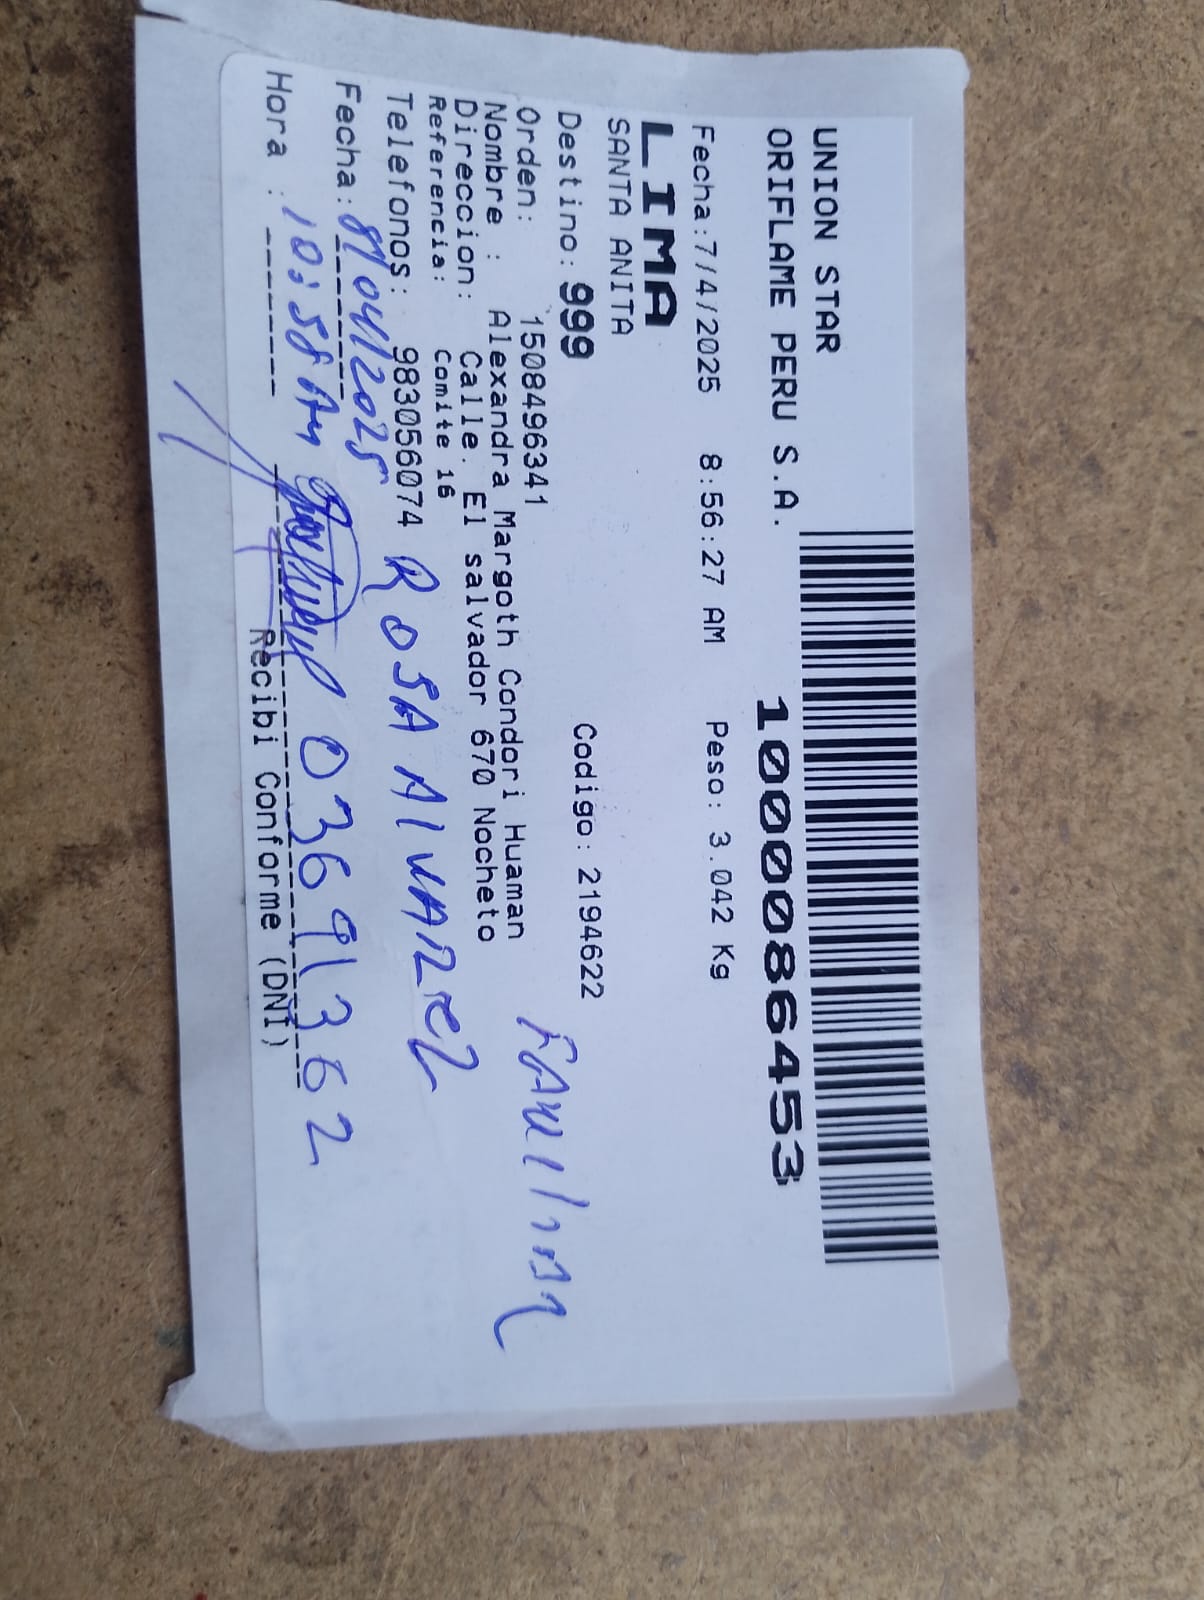 UNION STAR
ORIFLAME PERU S.A.
1000086453
Fecha:7/4/2025 8:56:27 AM Peso: 3.042 Kg
LIMA
SANTA ANITA
Destino: 999 Codigo: 2194622
Orden: 1508496341
Nombre : Alexandra Margoth Condori Huaman
Direccion: Calle. El salvador 670 Nocheto
Referencia: Comite 16
Telefonos: 983056074
ROSA AlVAREZ
Fecha: 8/04/2025
Hora : 10:58 AM
03691362
Recibi Conforme (DNI)